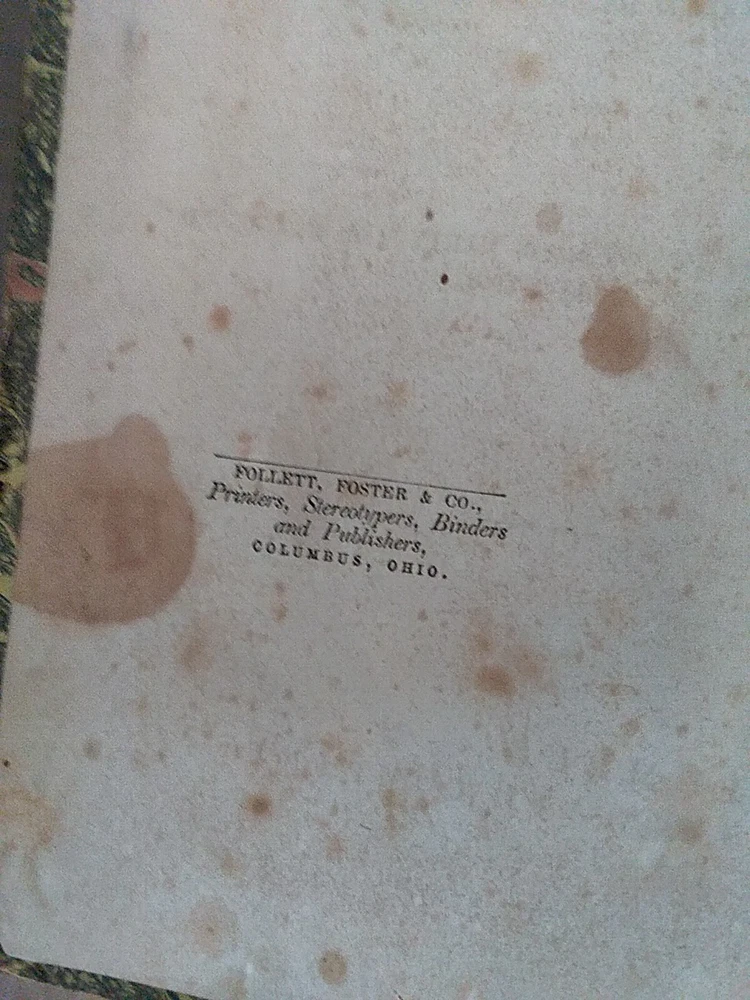 FOLLETT, FOSTER & CO.,
Printers, Stereotypers, Binders
and Publishers,
COLUMBUS, OHIO.